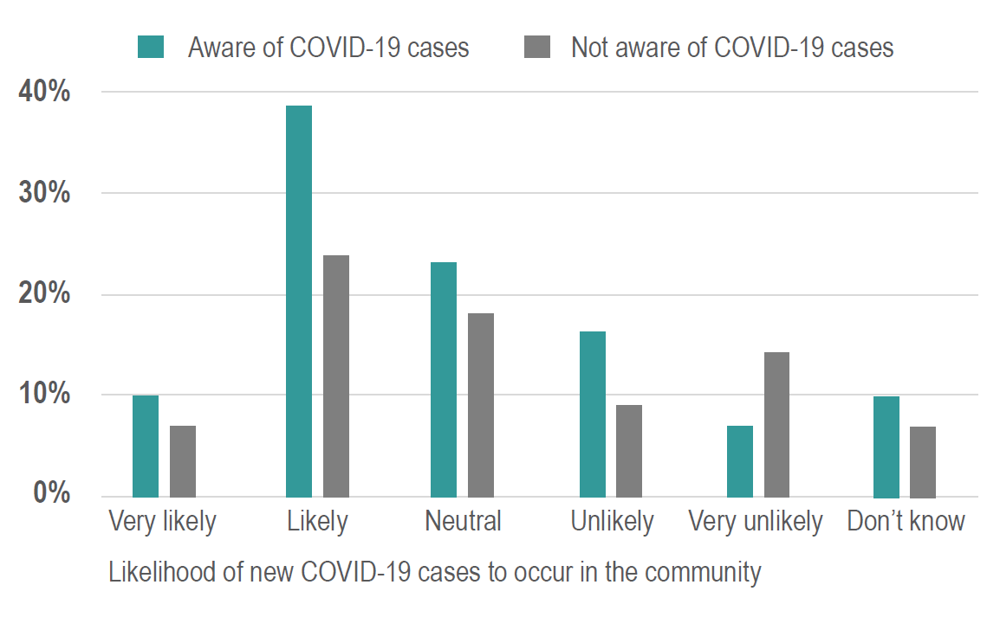 Aware of COVID-19 cases Not aware of COVID-19 cases
40%
30%
20%
10%
0%
Very likely Likely Neutral Unlikely Very unlikely Don’t know
Likelihood of new COVID-19 cases to occur in the community